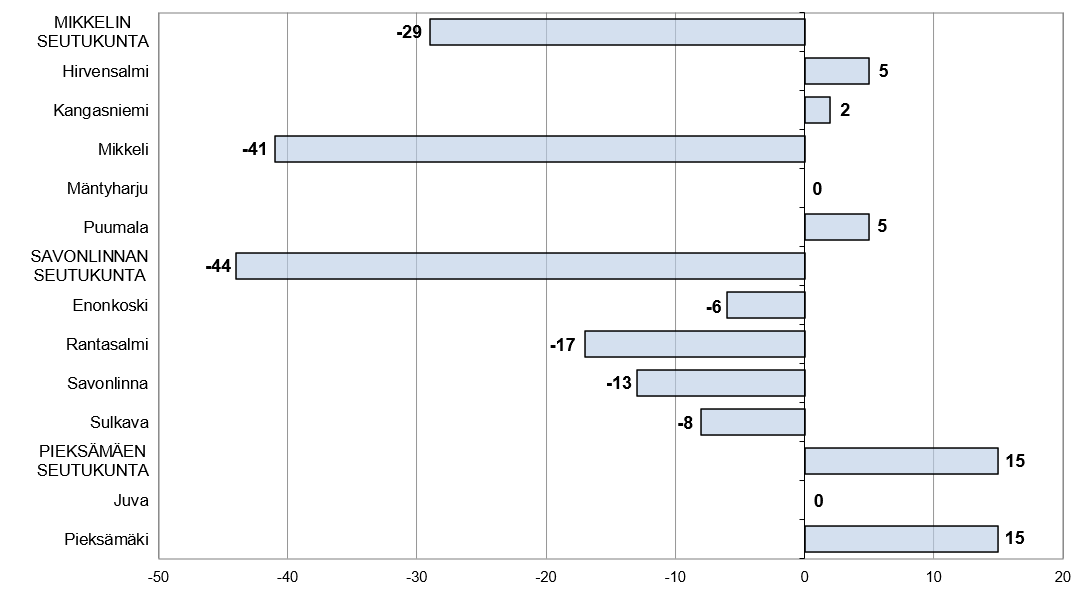 MIKKELIN
SEUTUKUNTA
-29
Hirvensalmi
5
Kangasniemi
2
Mikkeli
-41
Mäntyharju
0
Puumala
5
SAVONLINNAN
SEUTUKUNTA
-44
Enonkoski
-6
Rantasalmi
-17
Savonlinna
-13
Sulkava
-8
PIEKSÄMÄEN
SEUTUKUNTA
15
Juva
0
Pieksämäki
15
-50 -40 -30 -20 -10 0 10 20